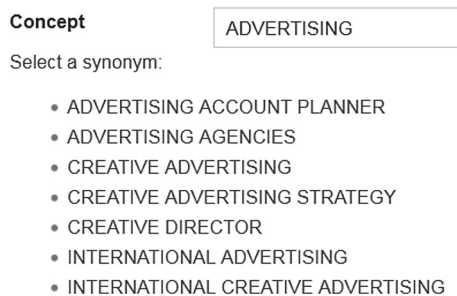 Concept ADVERTISING
Select a synonym:
• ADVERTISING ACCOUNT PLANNER
• ADVERTISING AGENCIES
• CREATIVE ADVERTISING
• CREATIVE ADVERTISING STRATEGY
• CREATIVE DIRECTOR
• INTERNATIONAL ADVERTISING
• INTERNATIONAL CREATIVE ADVERTISING